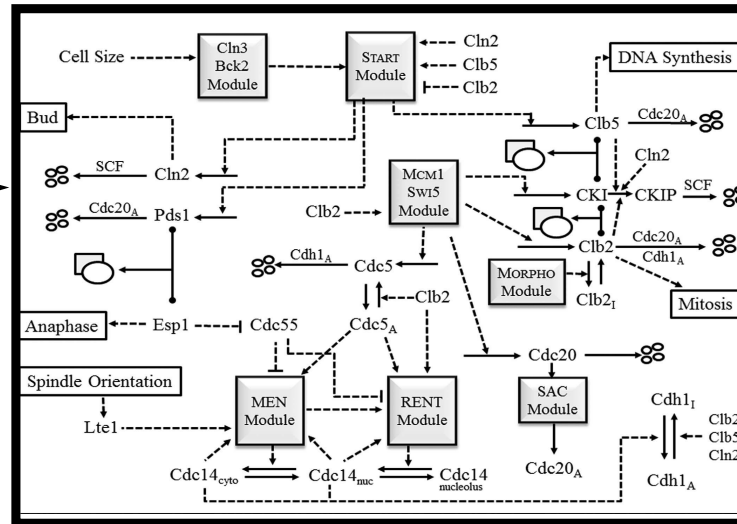 Cell Size
Cln3
Bck2
Module
START
Module
Cln2
Clb5
Clb2
DNA Synthesis
Bud
SCF
Cln2
Clb5
Cdc20A
Cln2
MCM1
SWI5
Module
CKI
CKIP
SCF
Cdc20A
Pds1
Clb2
Clb2
Cdc20A
Cdh1A
Cdh1A
Cdc5
MORPHO
Module
Clb2I
Mitosis
Clb2
Anaphase
Esp1
Cdc55
Cdc5A
Cdc20
Spindle Orientation
MEN
Module
RENT
Module
SAC
Module
Cdh1I
Lte1
Clb2
Clb5
Cln2
Cdc14cyto
Cdc14nuc
Cdc14
nucleolus
Cdc20A
Cdh1A